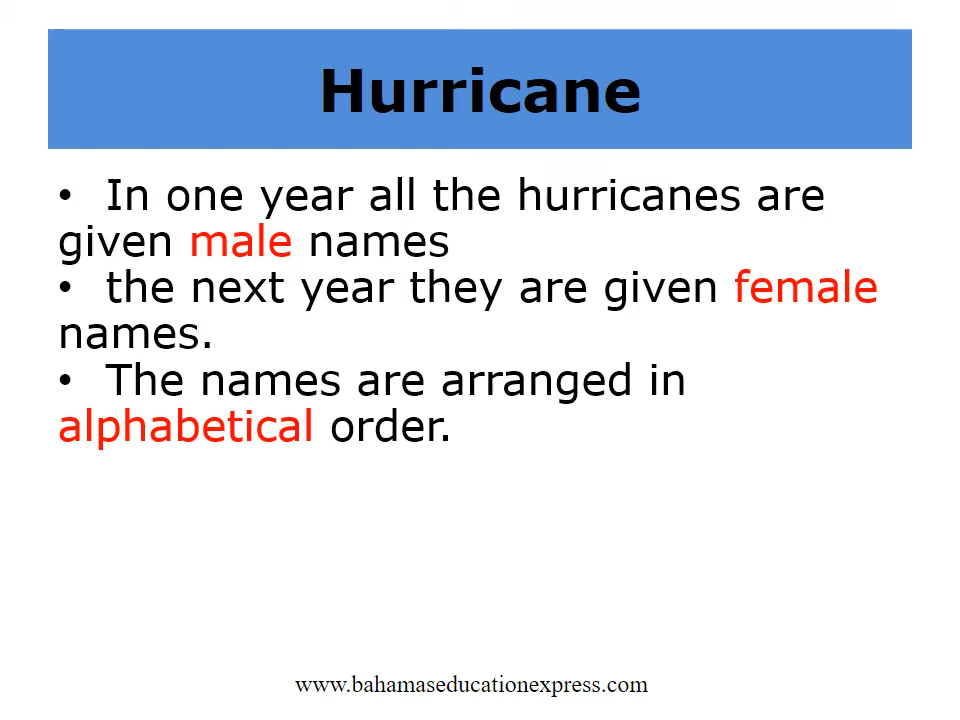 Hurricane
• In one year all the hurricanes are
given male names
• the next year they are given female
names.
• The names are arranged in
alphabetical order.
www.bahamaseducationexpress.com